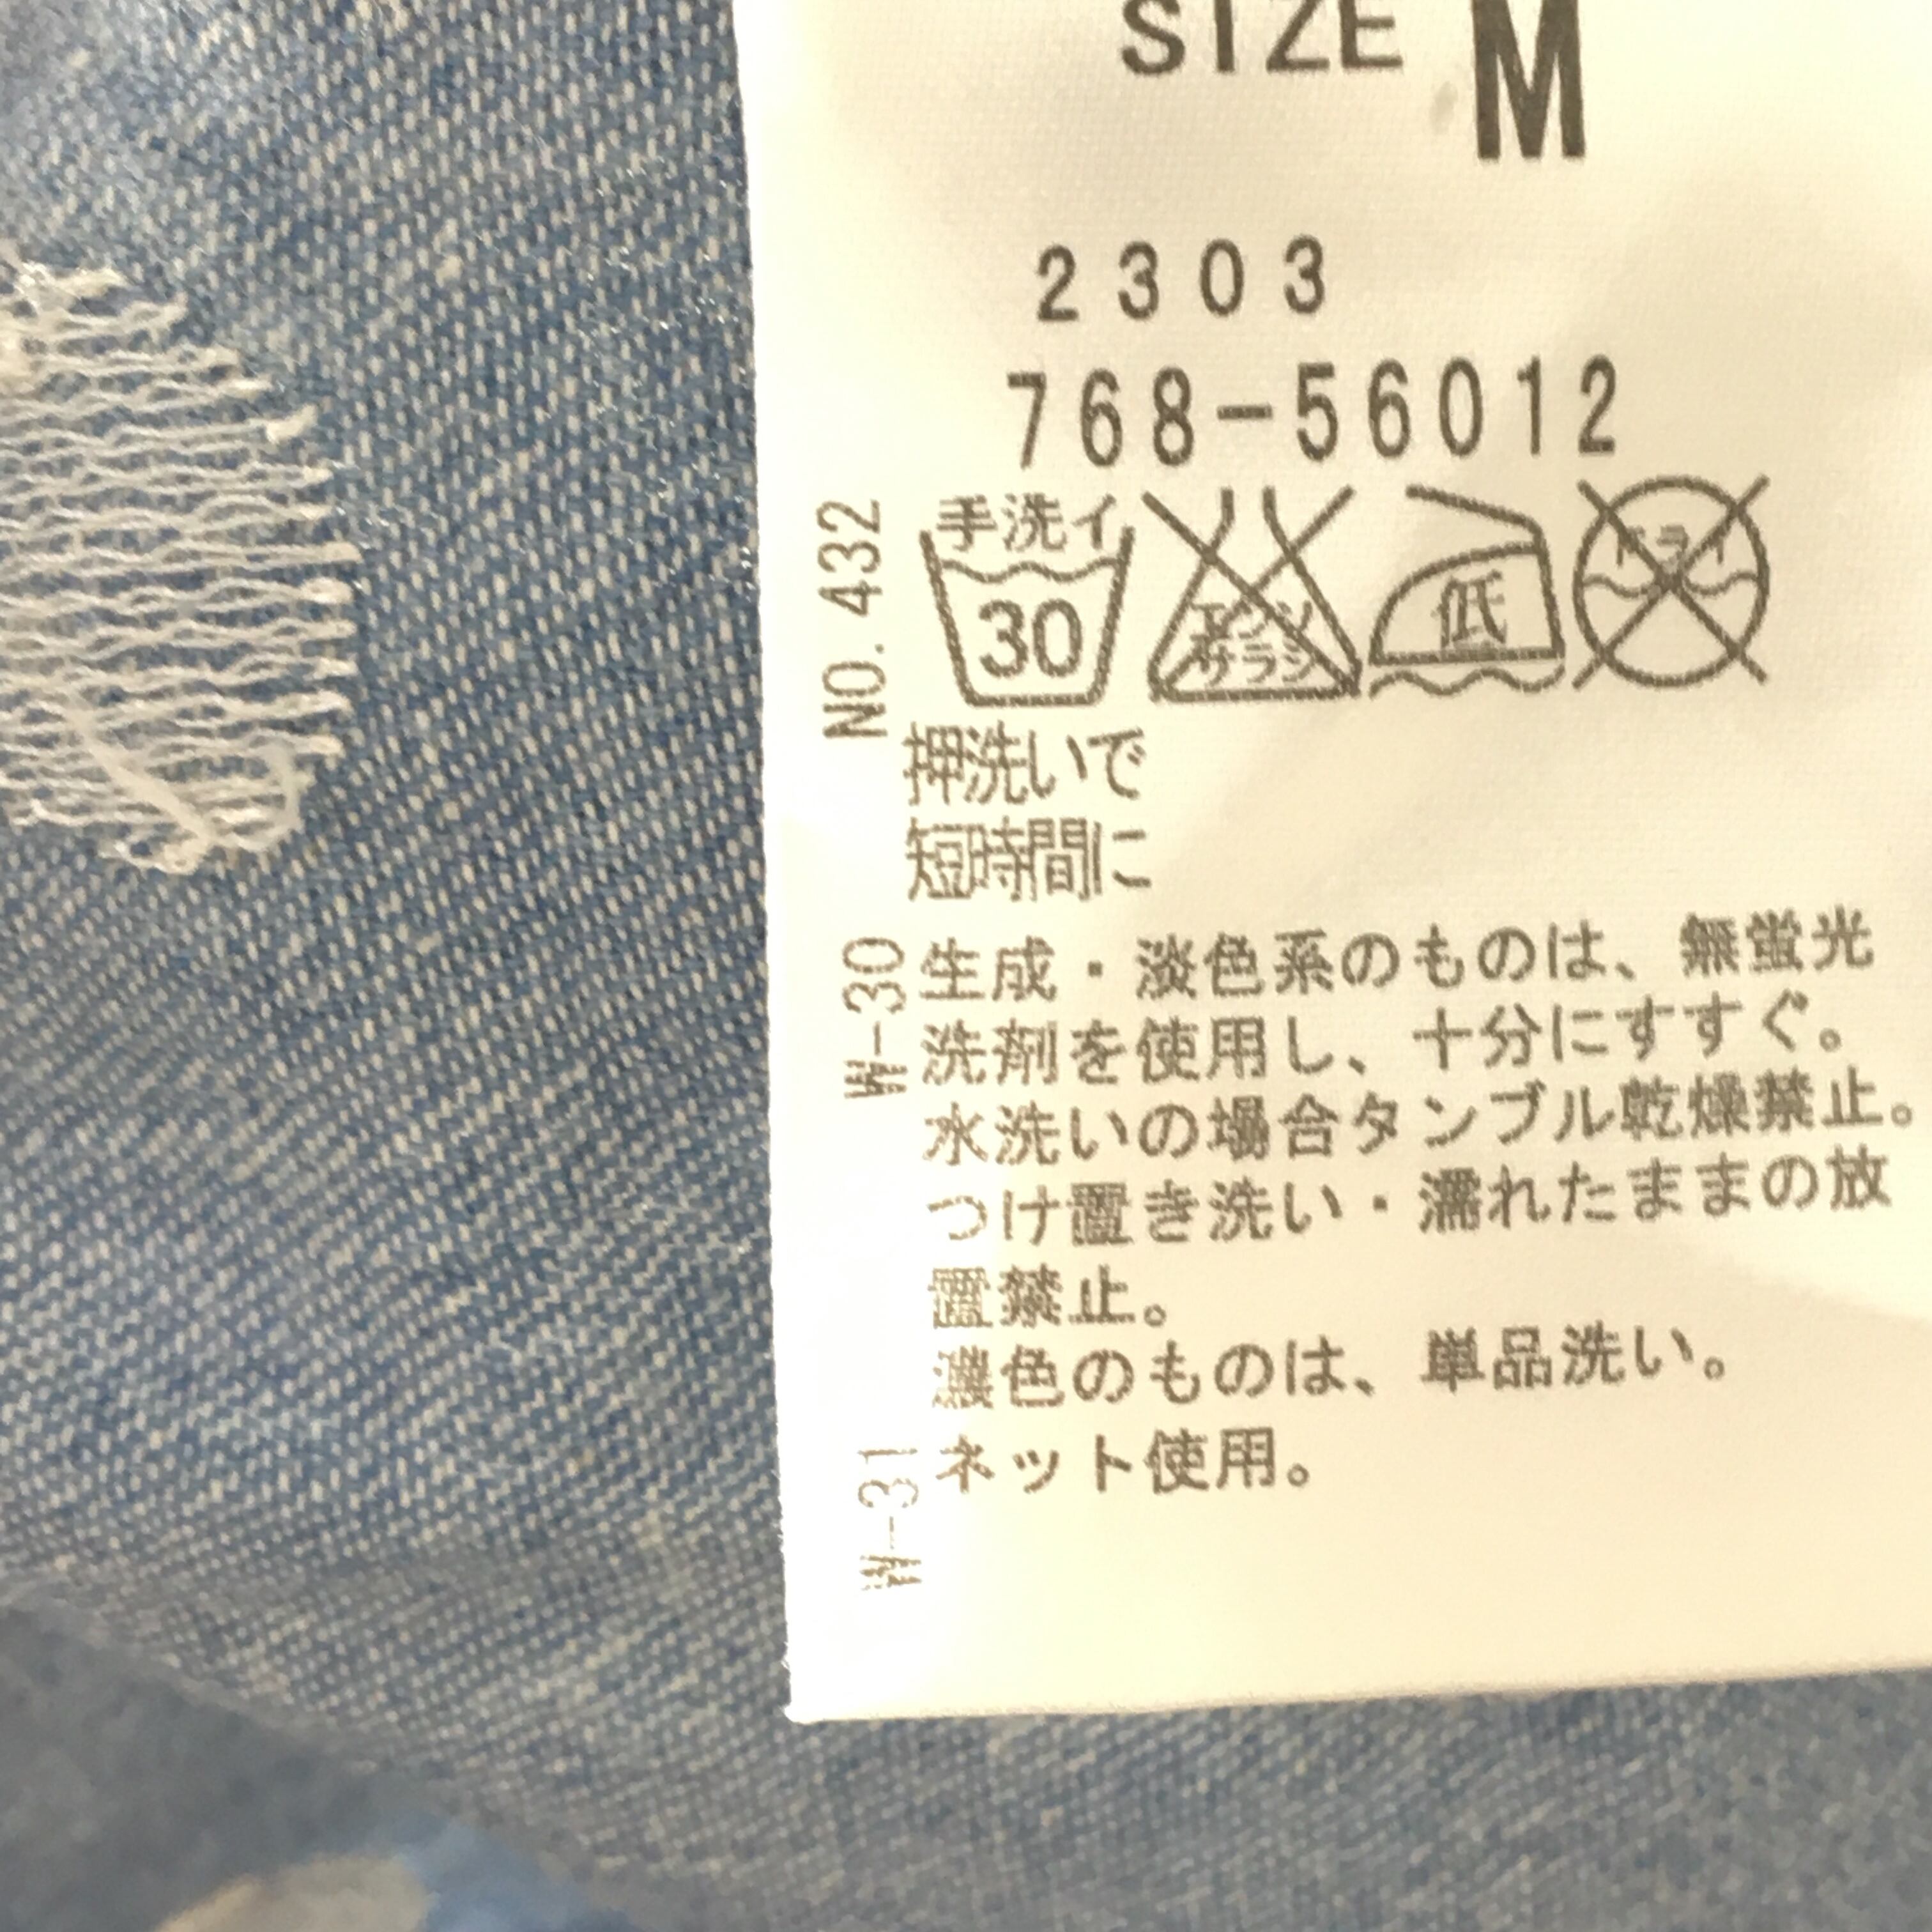 SIZE M
2303
768-56012
NO. 432
手洗イ
30
エンソ
サラシ
低
ドライ
押洗いで
短時間に
W-30
生成・淡色系のものは、無蛍光
洗剤を使用し、十分にすすぐ。
水洗いの場合タンブル乾燥禁止。
つけ置き洗い・濡れたままの放
置禁止。
濃色のものは、単品洗い。
W-31
ネット使用。